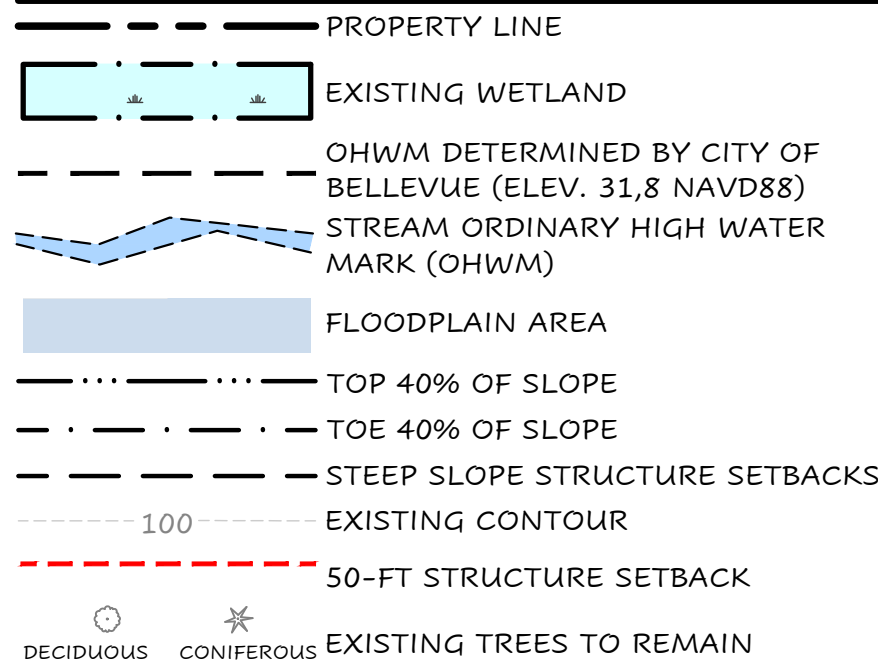 PROPERTY LINE
EXISTING WETLAND
OHWM DETERMINED BY CITY OF
BELLEVUE (ELEV. 31,8 NAVD88)
STREAM ORDINARY HIGH WATER
MARK (OHWM)
FLOODPLAIN AREA
TOP 40% OF SLOPE
TOE 40% OF SLOPE
STEEP SLOPE STRUCTURE SETBACKS
100 EXISTING CONTOUR
50-FT STRUCTURE SETBACK
DECIDUOUS CONIFEROUS EXISTING TREES TO REMAIN